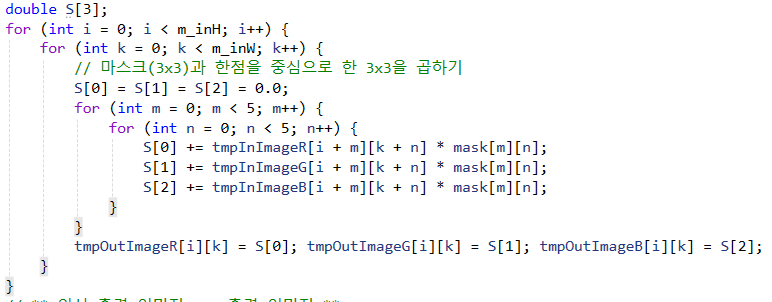 double S[3];
for (int i = 0; i < m_inH; i++) {
for (int k = 0; k < m_inW; k++) {
// 마스크(3x3)과 한점을 중심으로 한 3x3을 곱하기
S[0] = S[1] = S[2] = 0.0;
for (int m = 0; m < 5; m++) {
for (int n = 0; n < 5; n++) {
S[0] += tmpInImageR[i + m][k + n] * mask[m][n];
S[1] += tmpInImageG[i + m][k + n] * mask[m][n];
S[2] += tmpInImageB[i + m][k + n] * mask[m][n];
}
}
tmpOutImageR[i][k] = S[0]; tmpOutImageG[i][k] = S[1]; tmpOutImageB[i][k] = S[2];
}
}